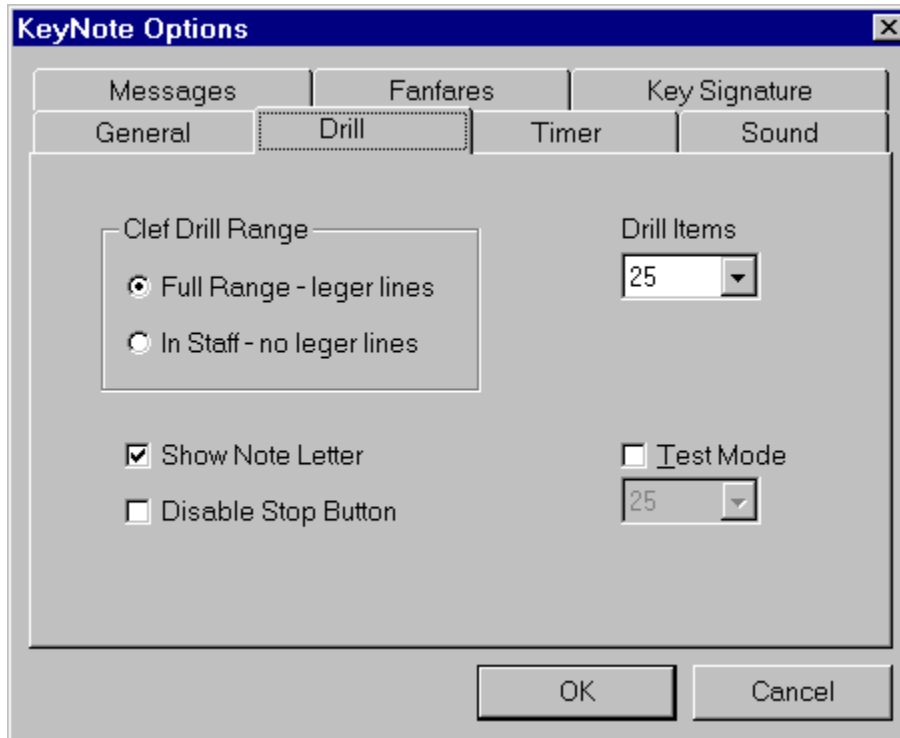 KeyNote Options
Messages Fanfares Key Signature
General Drill Timer Sound
Clef Drill Range
Drill Items
Full Range - leger lines
25
In Staff - no leger lines
Show Note Letter
Test Mode
Disable Stop Button
25
OK Cancel